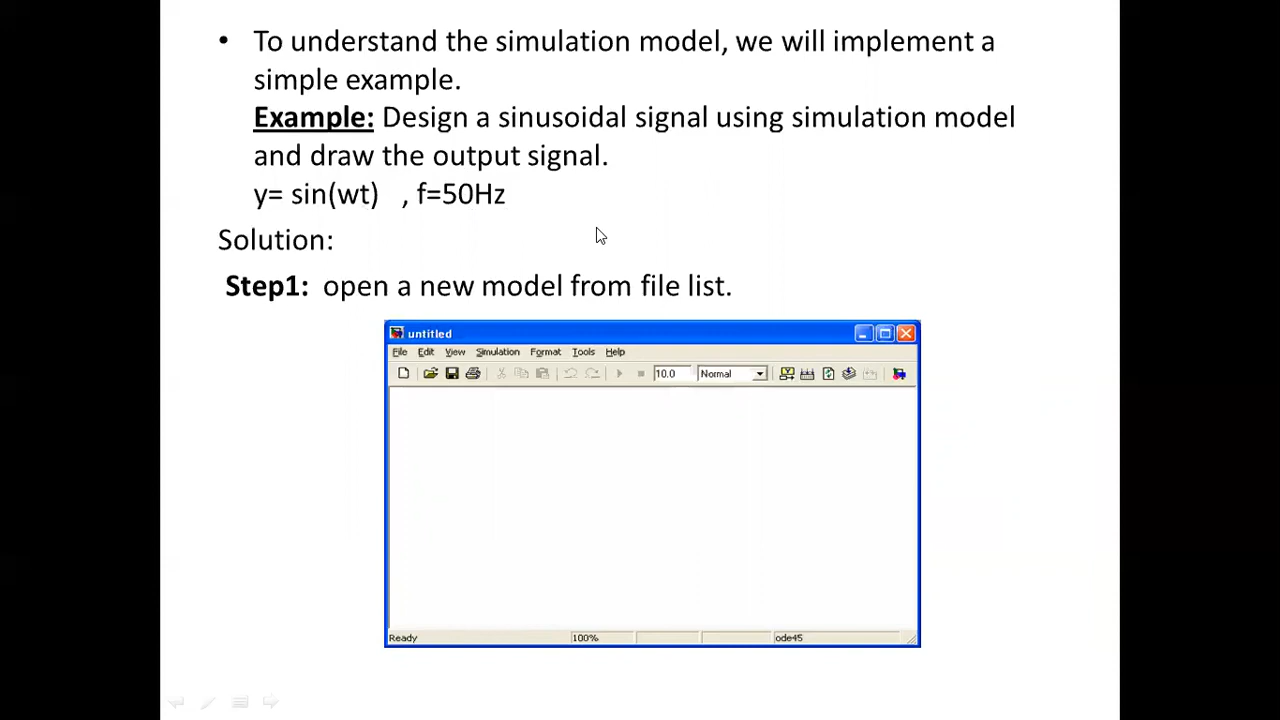 • To understand the simulation model, we will implement a
simple example.
Example: Design a sinusoidal signal using simulation model
and draw the output signal.
y= sin(wt) , f=50Hz
Solution:
Step1: open a new model from file list.
untitled
File Edit View Simulation Format Tools Help
10.0 Normal
Ready 100% ode45